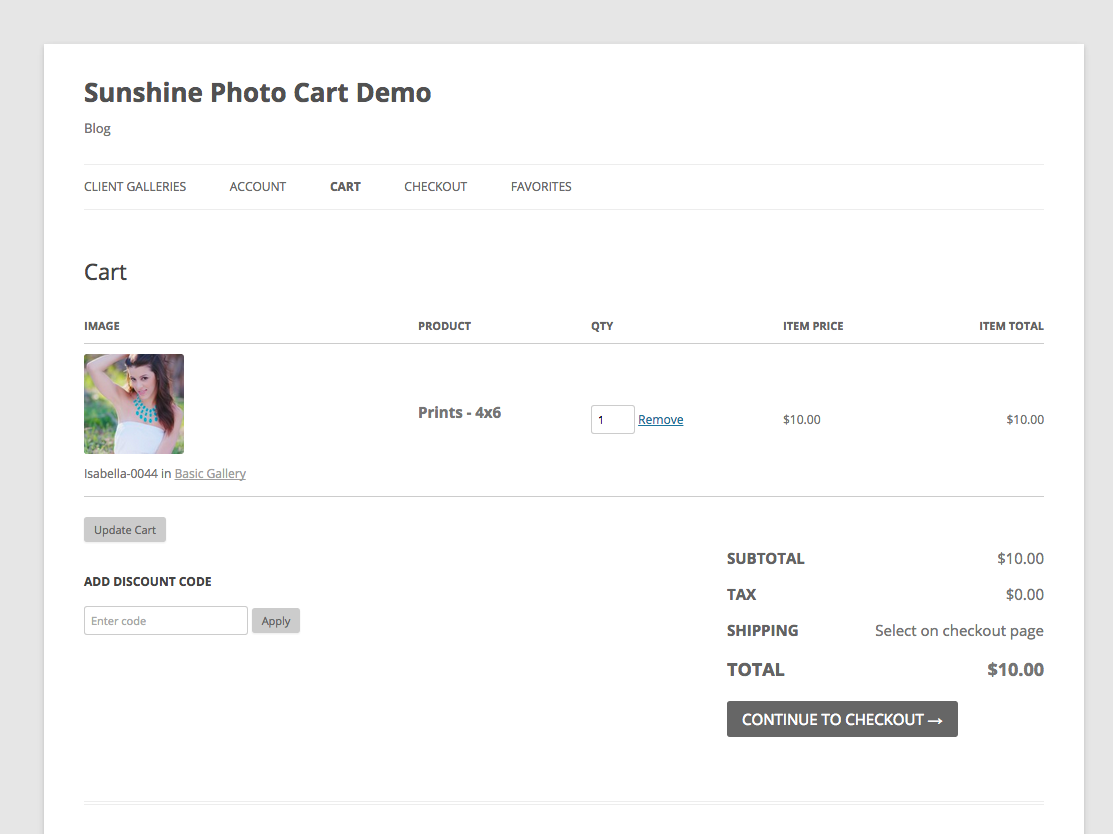 Sunshine Photo Cart Demo
Blog
CLIENT GALLERIES ACCOUNT CART CHECKOUT FAVORITES
Cart
IMAGE PRODUCT QTY ITEM PRICE ITEM TOTAL
Prints - 4x6
1 Remove $10.00 $10.00
Isabella-0044 in Basic Gallery
Update Cart
SUBTOTAL $10.00
ADD DISCOUNT CODE
TAX $0.00
Enter code Apply
SHIPPING Select on checkout page
TOTAL $10.00
CONTINUE TO CHECKOUT →